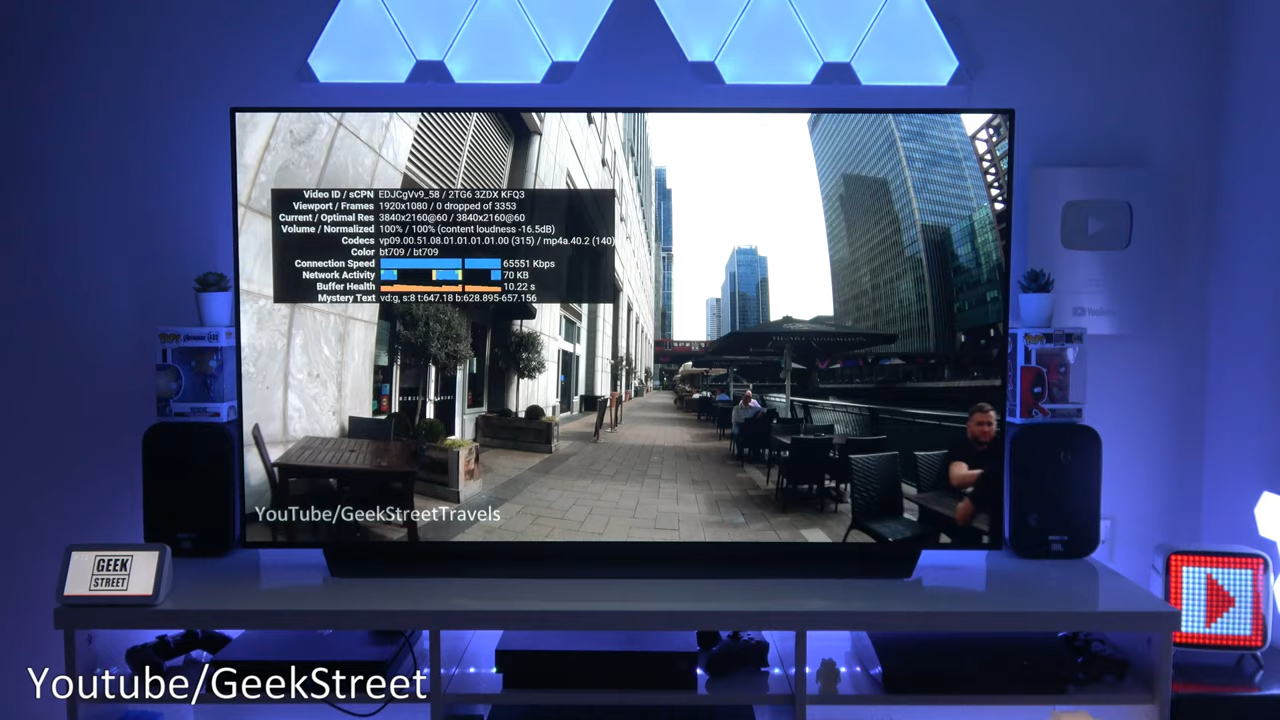 Video ID / sCPN EDJCgVv9_58 / 2TG6 3ZDX KFQ3
Viewport / Frames 1920x1080 / 0 dropped of 3353
Current / Optimal Res 3840x2160@60 / 3840x2160@60
Volume / Normalized 100% / 100% (content loudness -16.5dB)
Codecs vp09.00.51.08.01.01.01.01.00 (315) / mp4a.40.2 (140)
Color bt709 / bt709
Connection Speed 65551 Kbps
Network Activity 70 KB
Buffer Health 10.22 s
Mystery Text vd:g, s:8 t:647.18 b:628.895-657.156
YouTube/GeekStreetTravels
YouTube
POP!
JBL
GEEK
STREET
Youtube/GeekStreet